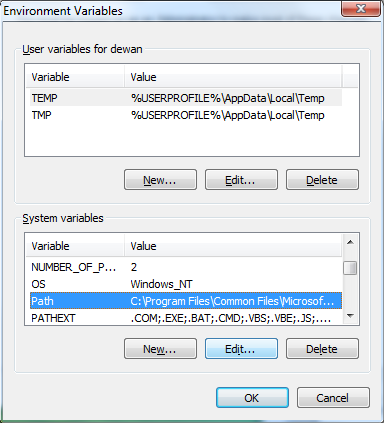 Environment Variables
User variables for dewan
Variable Value
TEMP %USERPROFILE%\AppData\Local\Temp
TMP %USERPROFILE%\AppData\Local\Temp
New... Edit... Delete
System variables
Variable Value
NUMBER_OF_P... 2
OS Windows_NT
Path C:\Program Files\Common Files\Microsof...
PATHEXT .COM;.EXE;.BAT;.CMD;.VBS;.VBE;.JS;....
New... Edit... Delete
OK Cancel